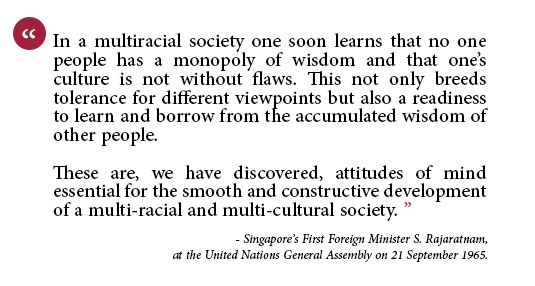 “
In a multiracial society one soon learns that no one
people has a monopoly of wisdom and that one’s
culture is not without flaws. This not only breeds
tolerance for different viewpoints but also a readiness
to learn and borrow from the accumulated wisdom of
other people.
These are, we have discovered, attitudes of mind
essential for the smooth and constructive development
of a multi-racial and multi-cultural society. ”
- Singapore’s First Foreign Minister S. Rajaratnam,
at the United Nations General Assembly on 21 September 1965.